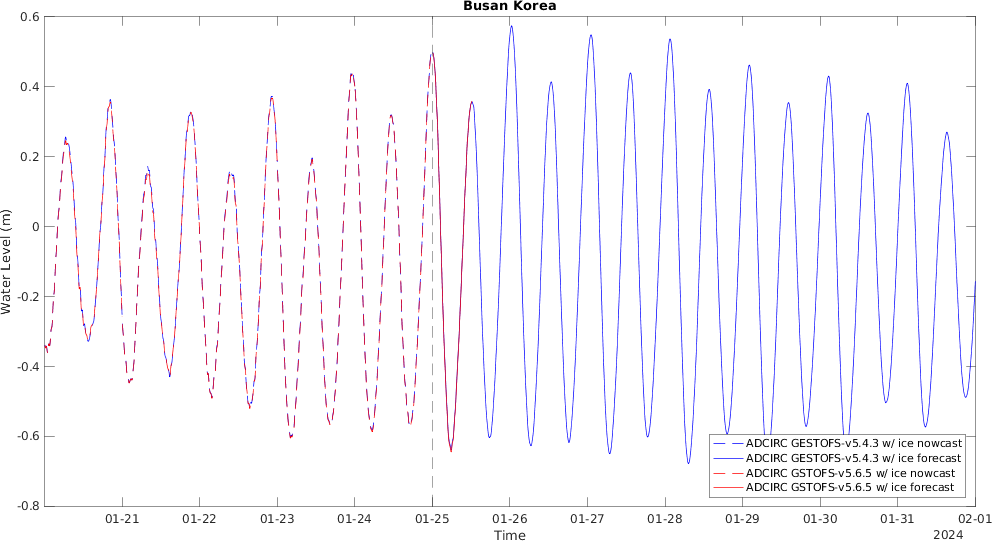 Busan Korea
Water Level (m)
0.6
0.4
0.2
0
-0.2
-0.4
-0.6
-0.8
ADCIRC GESTOFS-v5.4.3 w/ ice nowcast
ADCIRC GESTOFS-v5.4.3 w/ ice forecast
ADCIRC GSTOFS-v5.6.5 w/ ice nowcast
ADCIRC GSTOFS-v5.6.5 w/ ice forecast
01-21 01-22 01-23 01-24 01-25 01-26 01-27 01-28 01-29 01-30 01-31 02-01
Time
2024